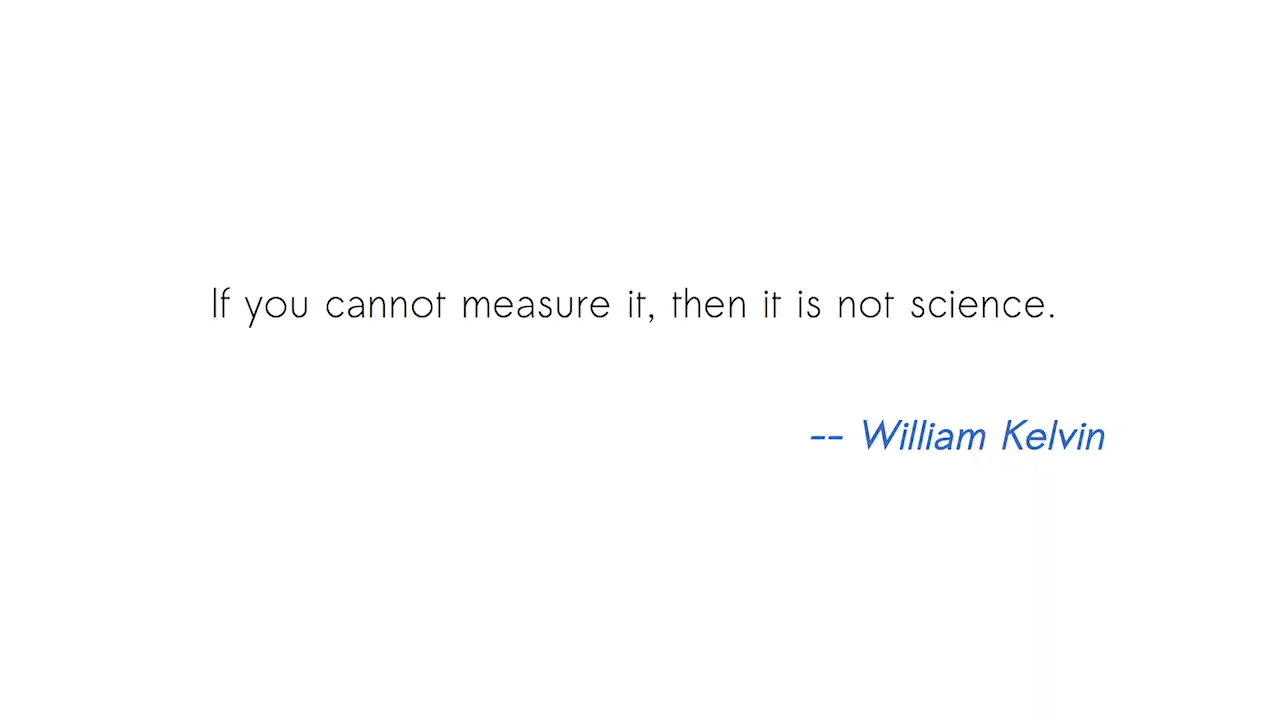 If you cannot measure it, then it is not science.
-- William Kelvin